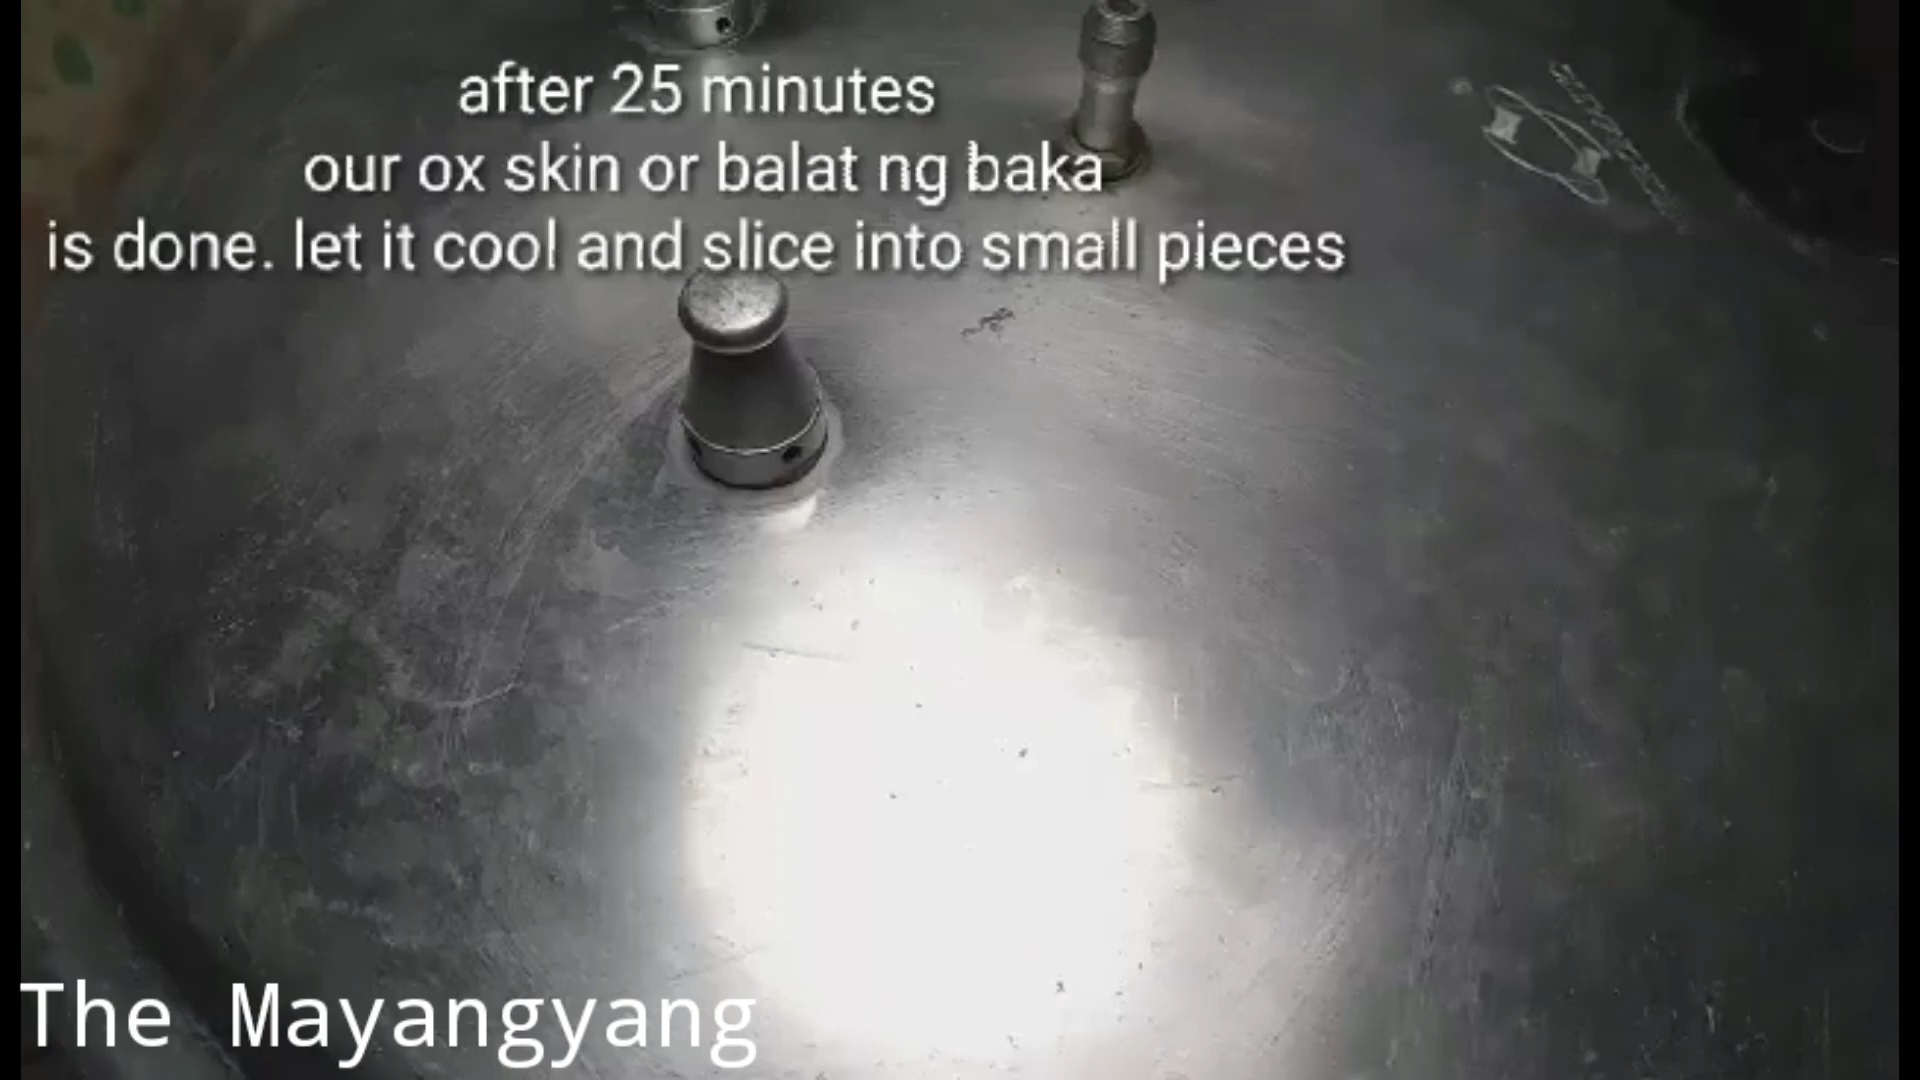 after 25 minutes
our ox skin or balat ng baka
is done. let it cool and slice into small pieces
The Mayangyang